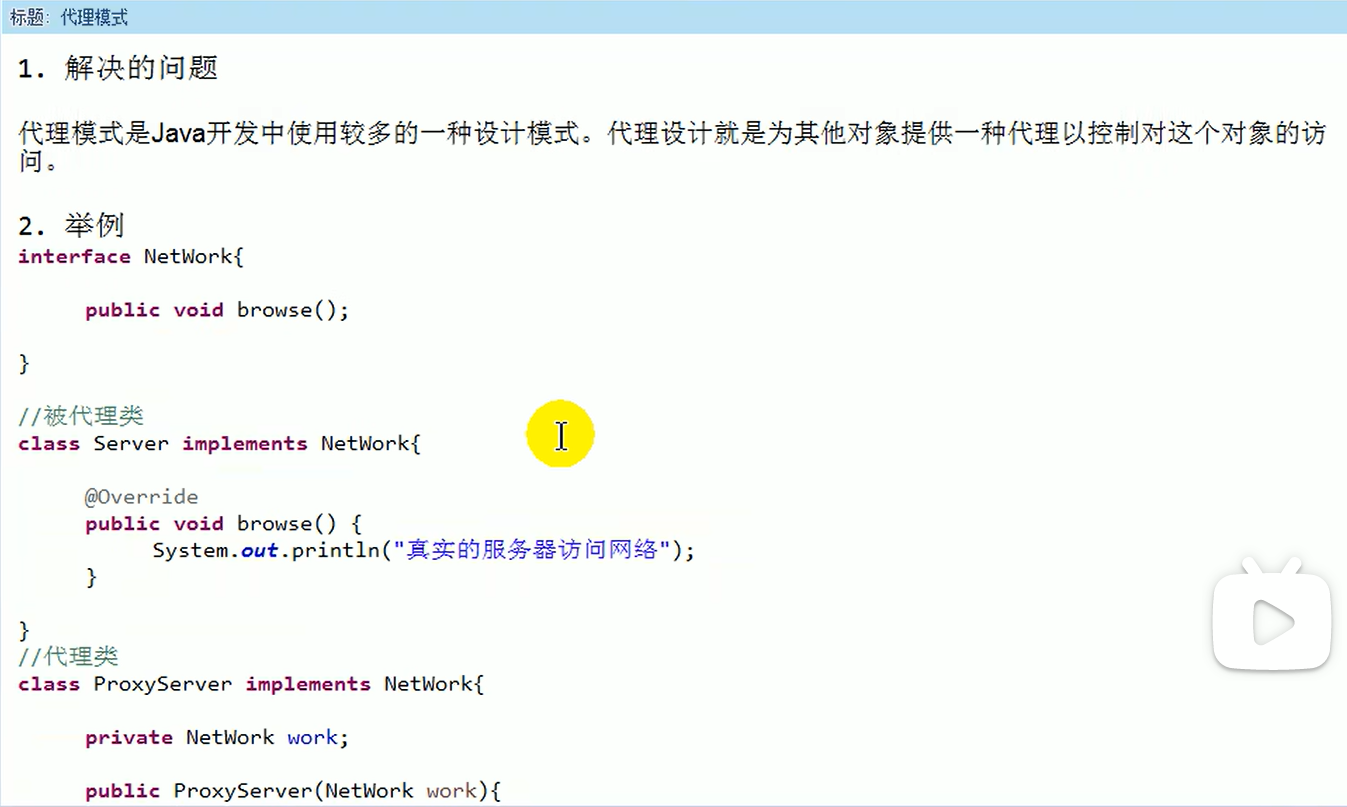 标题: 代理模式
1. 解决的问题
代理模式是Java开发中使用较多的一种设计模式。代理设计就是为其他对象提供一种代理以控制对这个对象的访
问。
2. 举例
interface NetWork{
public void browse();
}
//被代理类
class Server implements NetWork{
@Override
public void browse() {
System.out.println("真实的服务器访问网络");
}
}
//代理类
class ProxyServer implements NetWork{
private NetWork work;
public ProxyServer(NetWork work){